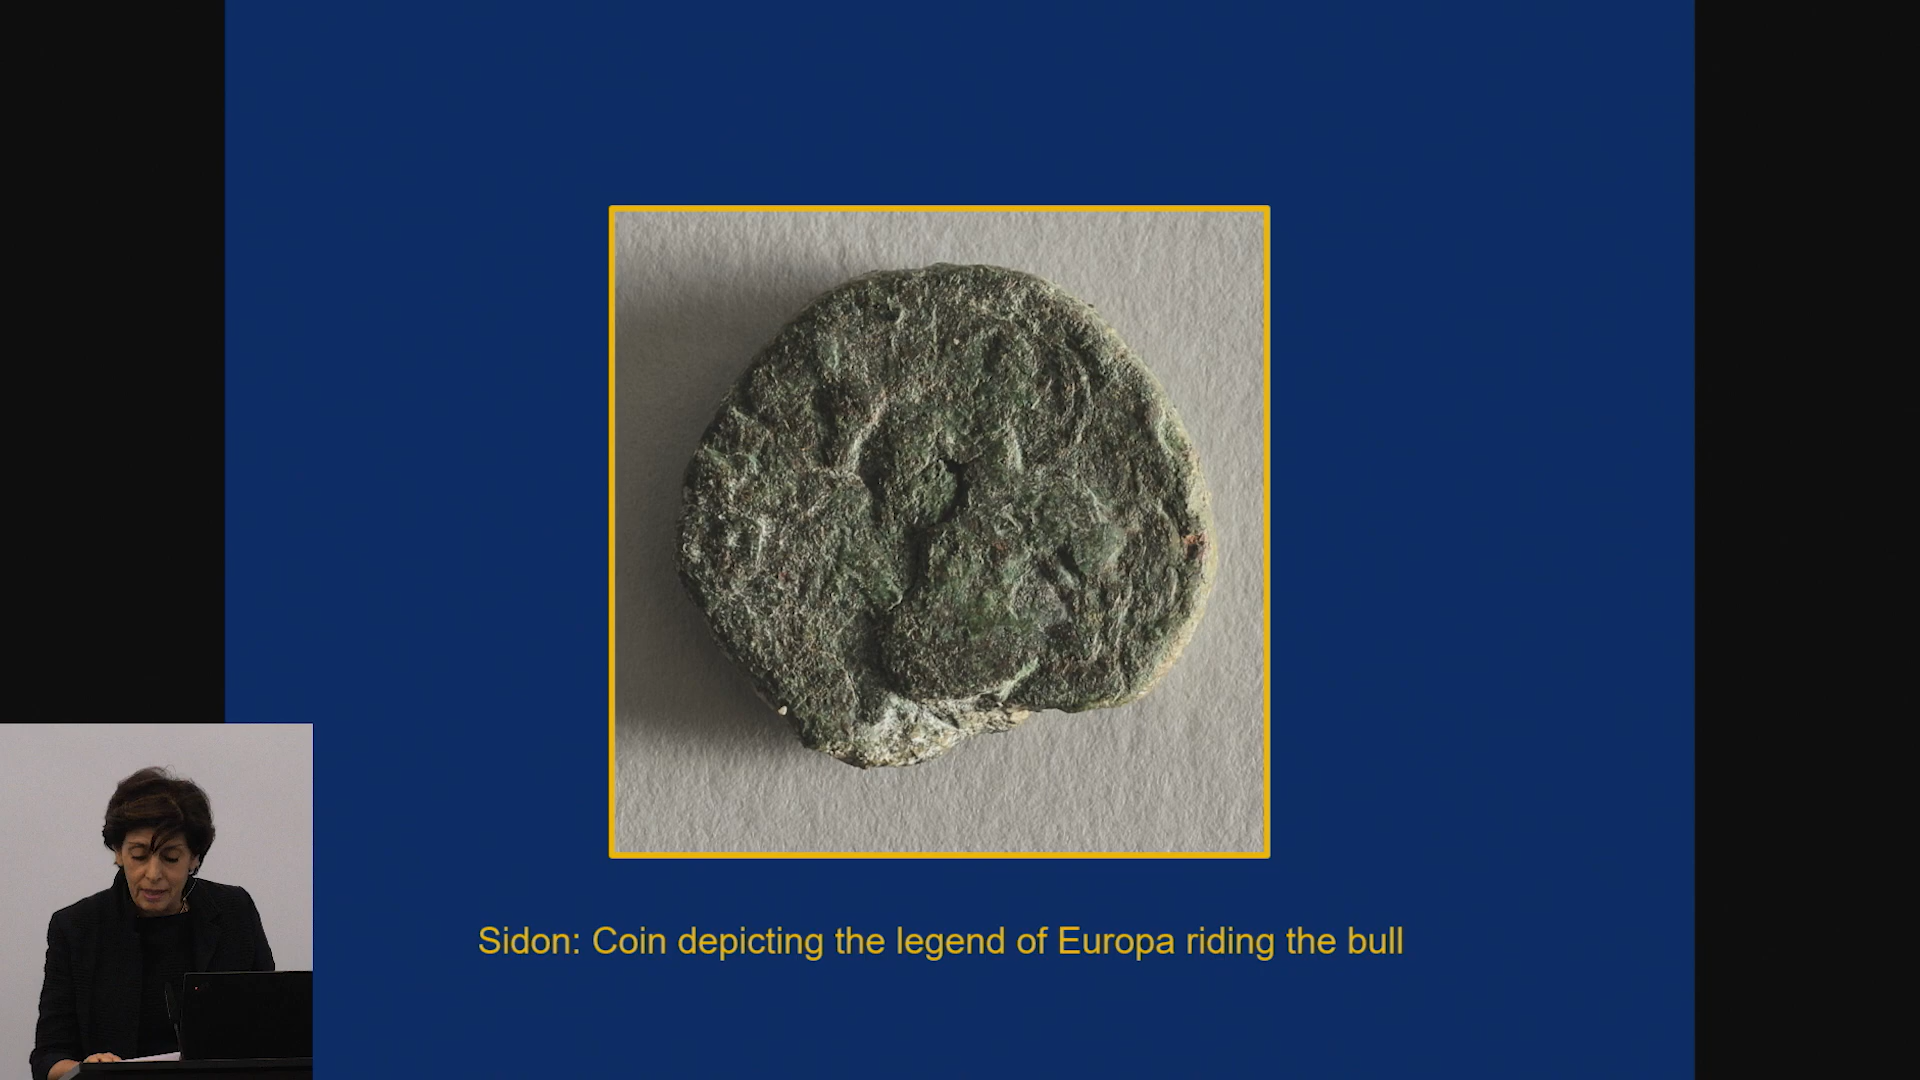 Sidon: Coin depicting the legend of Europa riding the bull